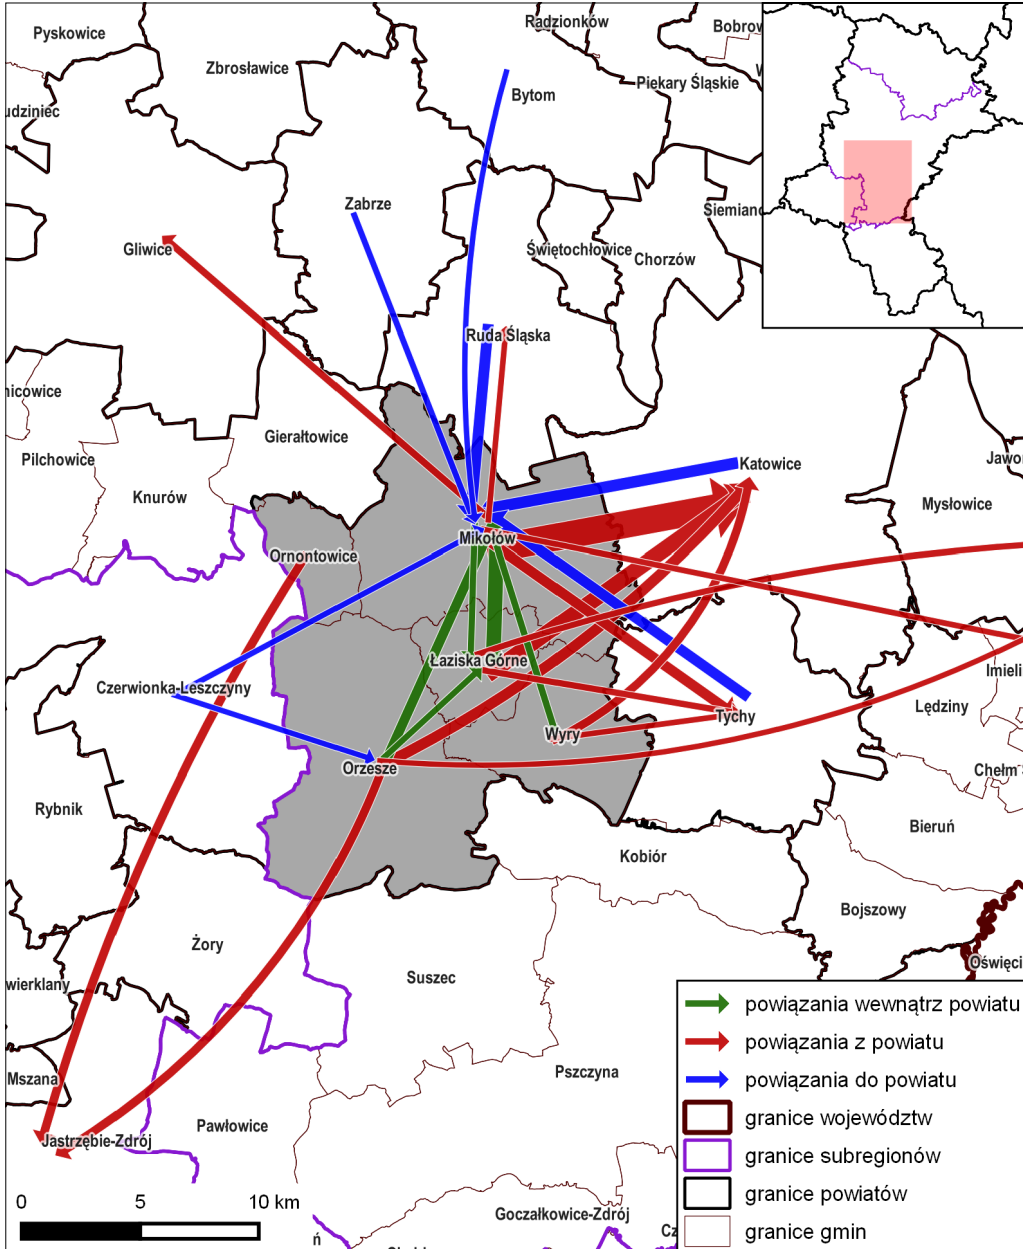 Radzionków
Pyskowice
Bobrow
Zbrosławice
Piekary Śląskie
Bytom
udziniec
Zabrze
Siemiano
Gliwice
Świętochłowice
Chorzów
Ruda Śląska
nicowice
Gierałtowice
Pilchowice
Katowice
Jawor
Knurów
Mysłowice
Mikołów
Ornontowice
Łaziska Górne
Imieli
Czerwionka-Leszczyny
Lędziny
Tychy
Wyry
Orzesze
Chełm Ś
Rybnik
Bieruń
Kobiór
Bojszowy
Żory
Oświęci
Suszec
wierklany
Mszana
Pszczyna
Pawłowice
Jastrzębie-Zdrój
Goczałkowice-Zdrój
Cz
ń
0 5 10 km
powiązania wewnątrz powiatu
powiązania z powiatu
powiązania do powiatu
granice województw
granice subregionów
granice powiatów
granice gmin